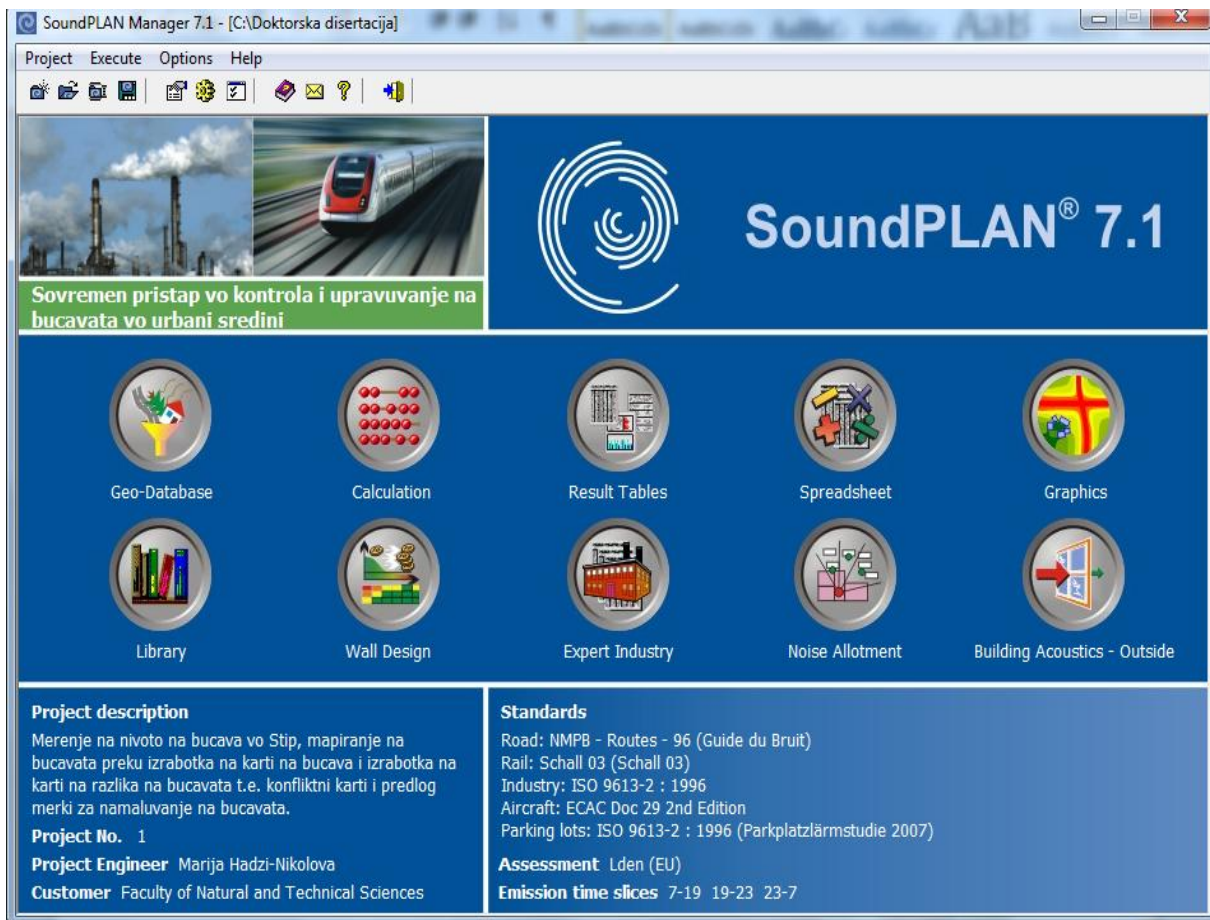 SoundPLAN Manager 7.1 - [C:\Doktorska disertacija]
Project Execute Options Help
Sovremen pristap vo kontrola i upravuvanje na
bucavata vo urbani sredini
SoundPLAN® 7.1
Geo-Database
Calculation
Result Tables
Spreadsheet
Graphics
Library
Wall Design
Expert Industry
Noise Allotment
Building Acoustics - Outside
Project description
Merenje na nivoto na bucava vo Stip, mapiranje na
bucavata preku izrabotka na karti na bucava i izrabotka na
karti na razlika na bucavata t.e. konfliktni karti i predlog
merki za namaluvanje na bucavata.
Project No. 1
Project Engineer Marija Hadzi-Nikolova
Customer Faculty of Natural and Technical Sciences
Standards
Road: NMPB - Routes - 96 (Guide du Bruit)
Rail: Schall 03 (Schall 03)
Industry: ISO 9613-2 : 1996
Aircraft: ECAC Doc 29 2nd Edition
Parking lots: ISO 9613-2 : 1996 (Parkplatzlärmstudie 2007)
Assessment Lden (EU)
Emission time slices 7-19 19-23 23-7